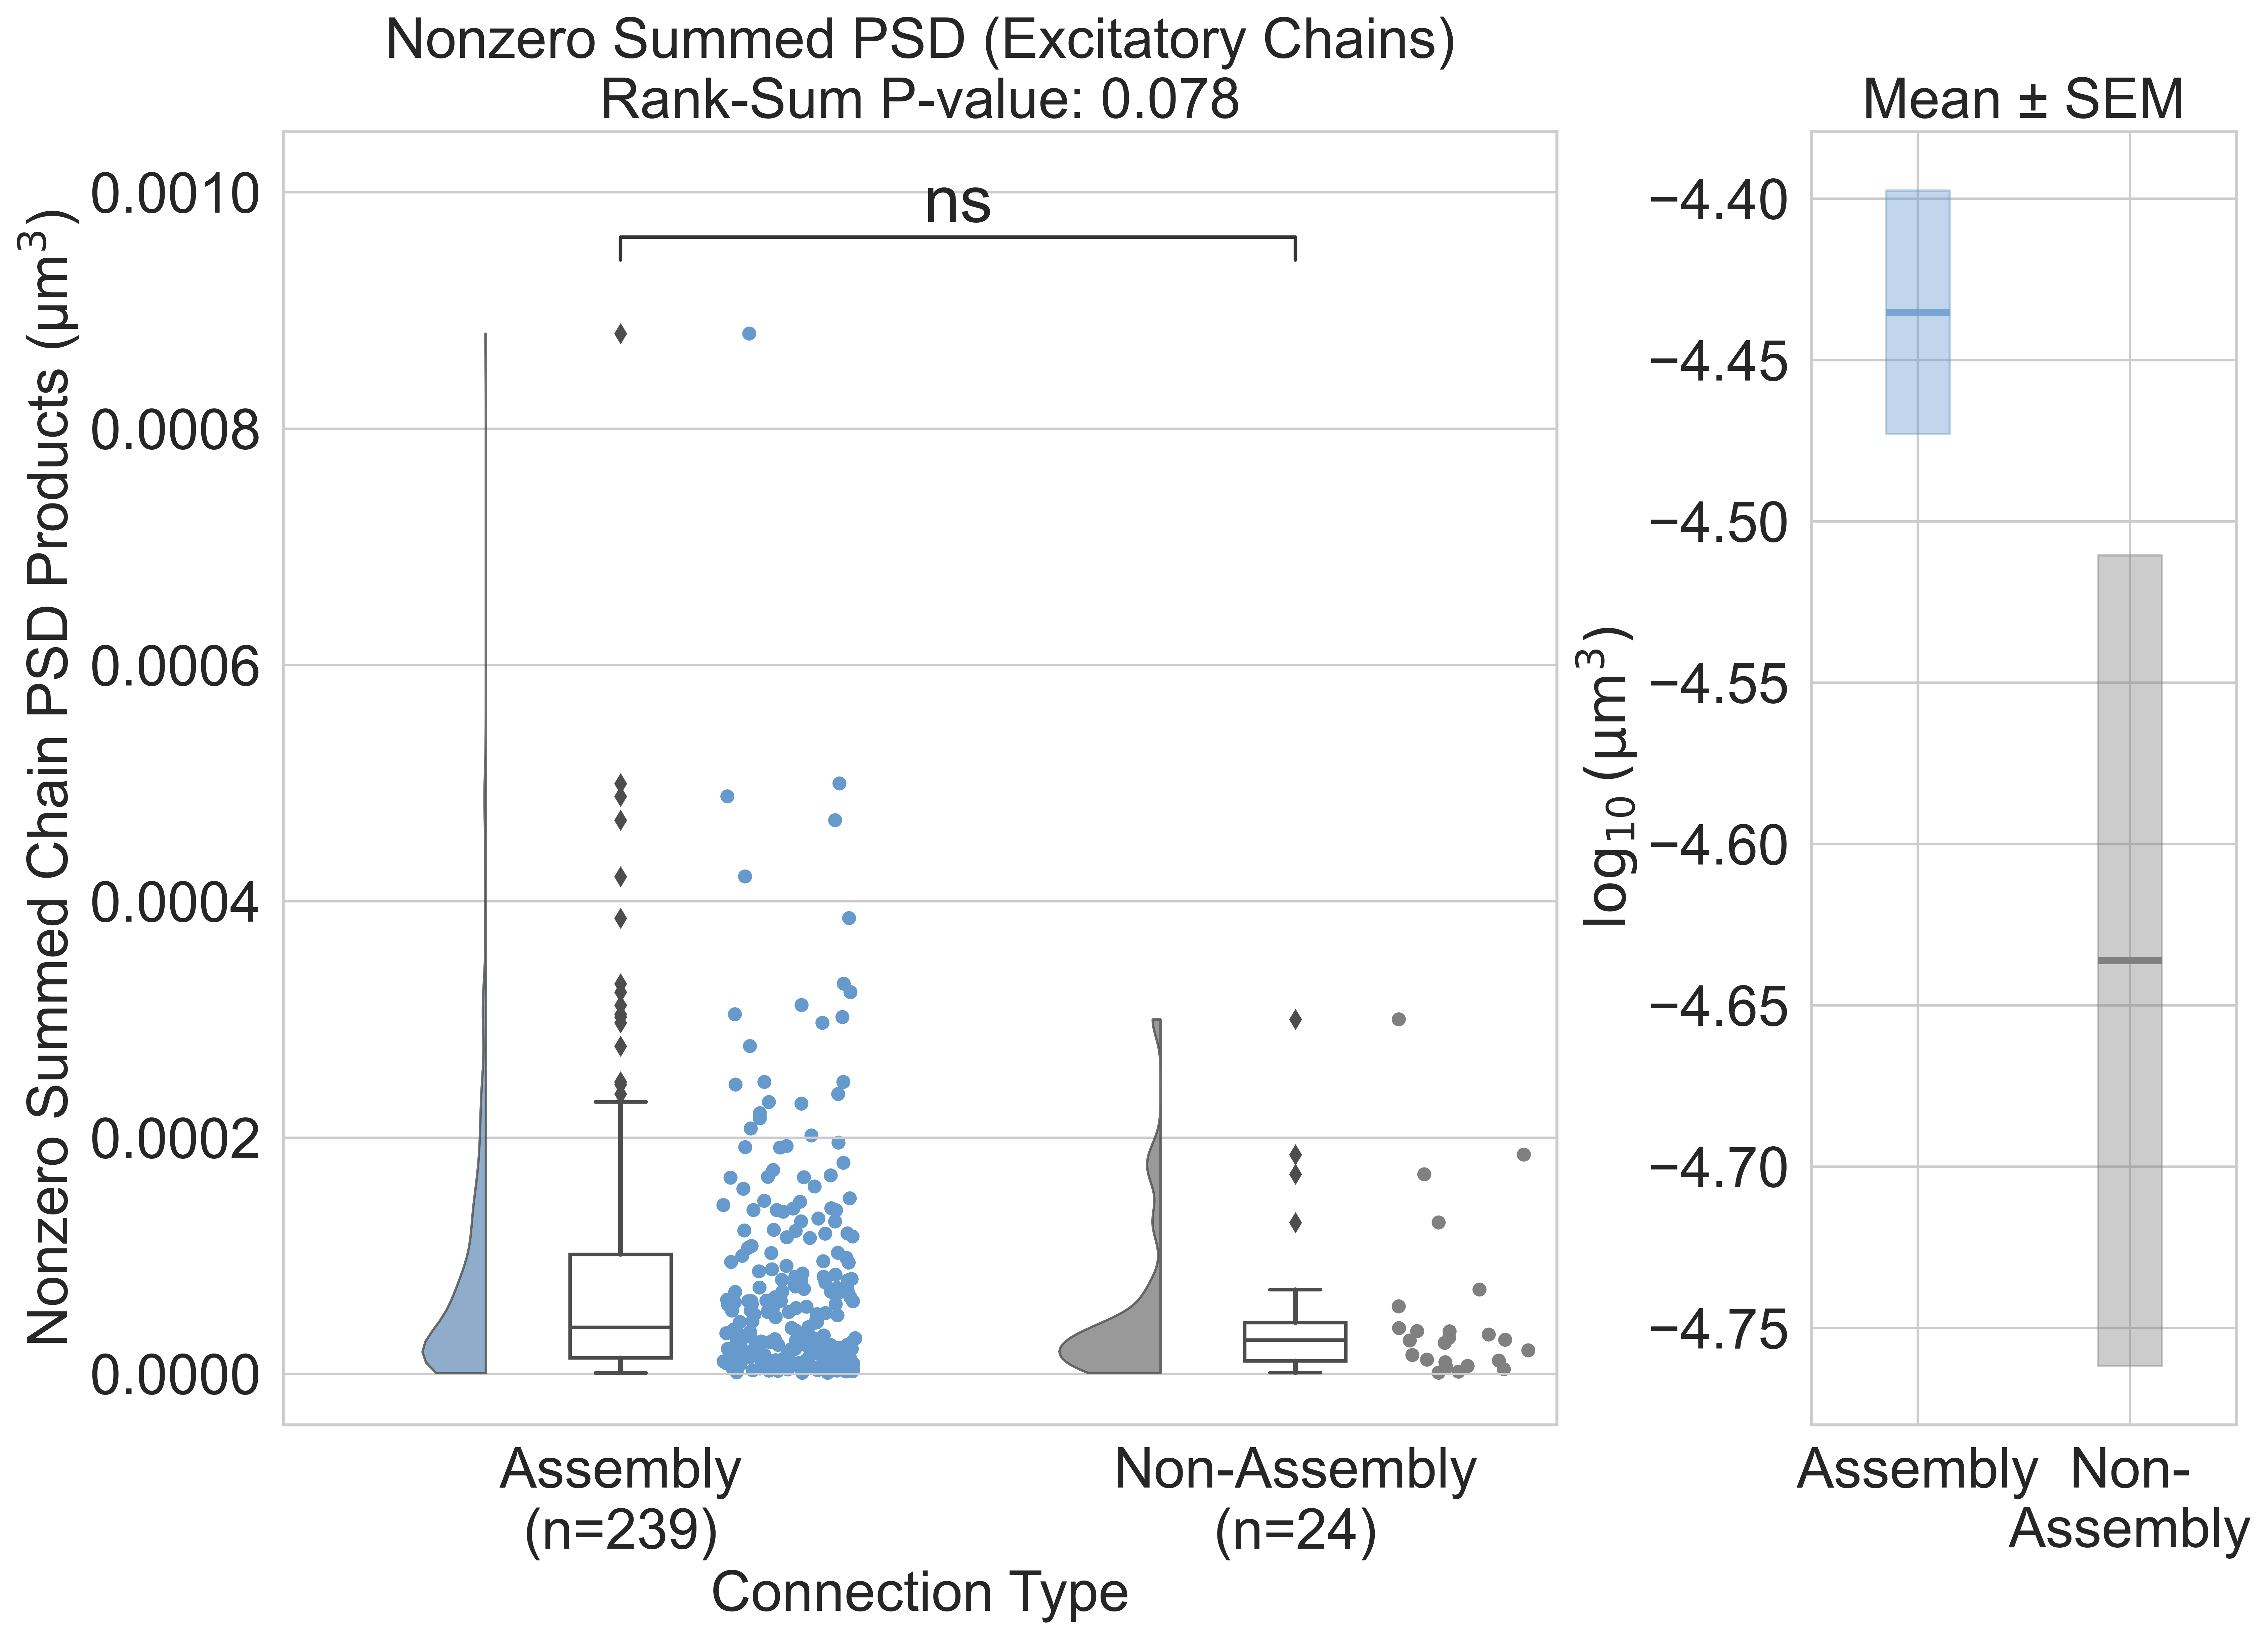 Nonzero Summed PSD (Excitatory Chains)
Rank-Sum P-value: 0.078
Nonzero Summed Chain PSD Products (µm³)
0.0010
0.0008
0.0006
0.0004
0.0002
0.0000
ns
Assembly
(n=239)
Non-Assembly
(n=24)
Connection Type
Mean ± SEM
log₁₀ (µm³)
−4.40
−4.45
−4.50
−4.55
−4.60
−4.65
−4.70
−4.75
Assembly
Non-
Assembly